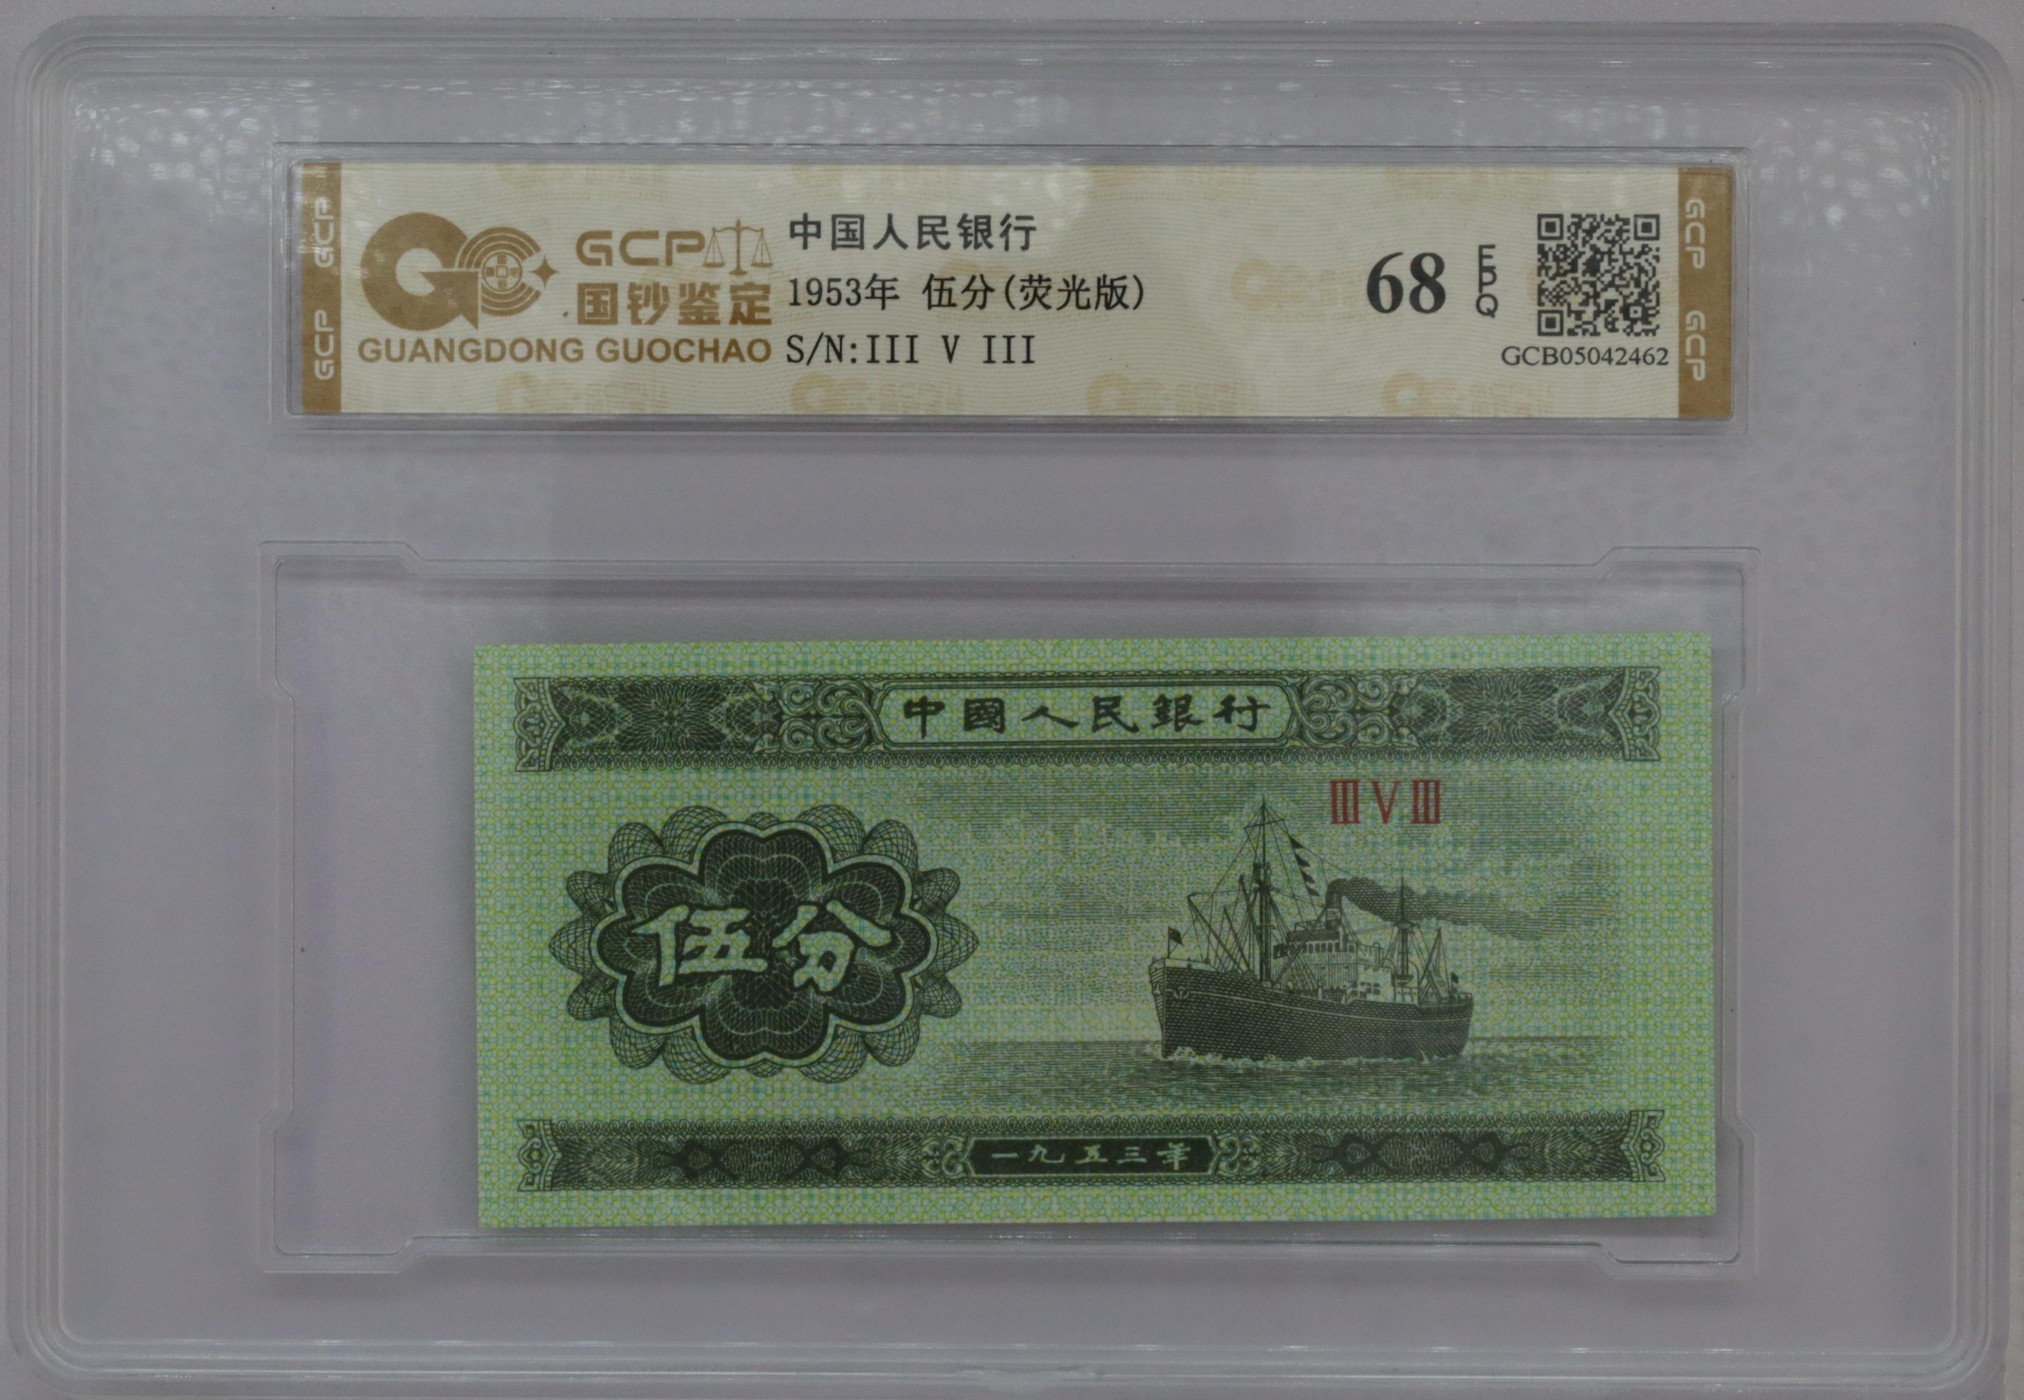 GCP
GCP
GCP
国钞鉴定
GUANGDONG GUOCHAO
中国人民银行
1953年 伍分(荧光版)
S/N:III V III
68
EPQ
GCB05042462
GCP
GCP
中國人民銀行
ⅢⅤⅢ
伍分
一九五三年